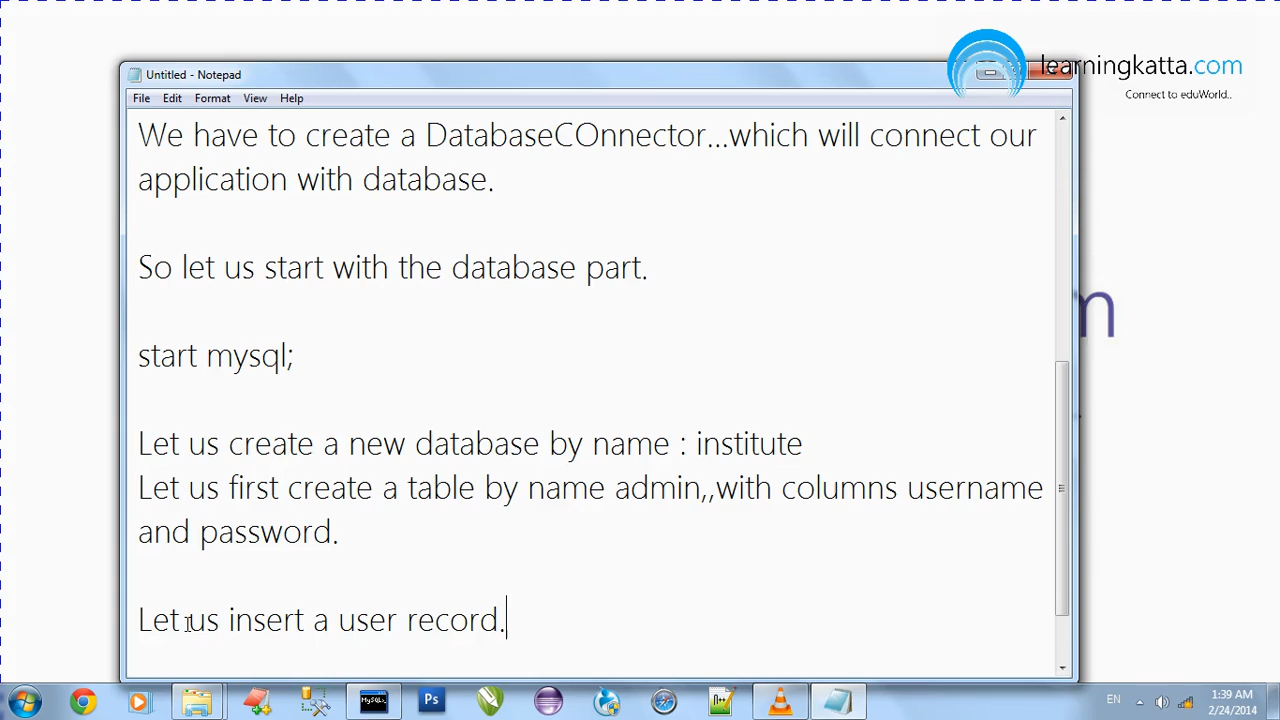 learningkatta.com
Connect to eduWorld..
Untitled - Notepad
File Edit Format View Help
We have to create a DatabaseCOnnector...which will connect our
application with database.
So let us start with the database part.
start mysql;
Let us create a new database by name : institute
Let us first create a table by name admin,,with columns username
and password.
Let us insert a user record.
m
MySQL
Ps
n++
EN
1:39 AM
2/24/2014